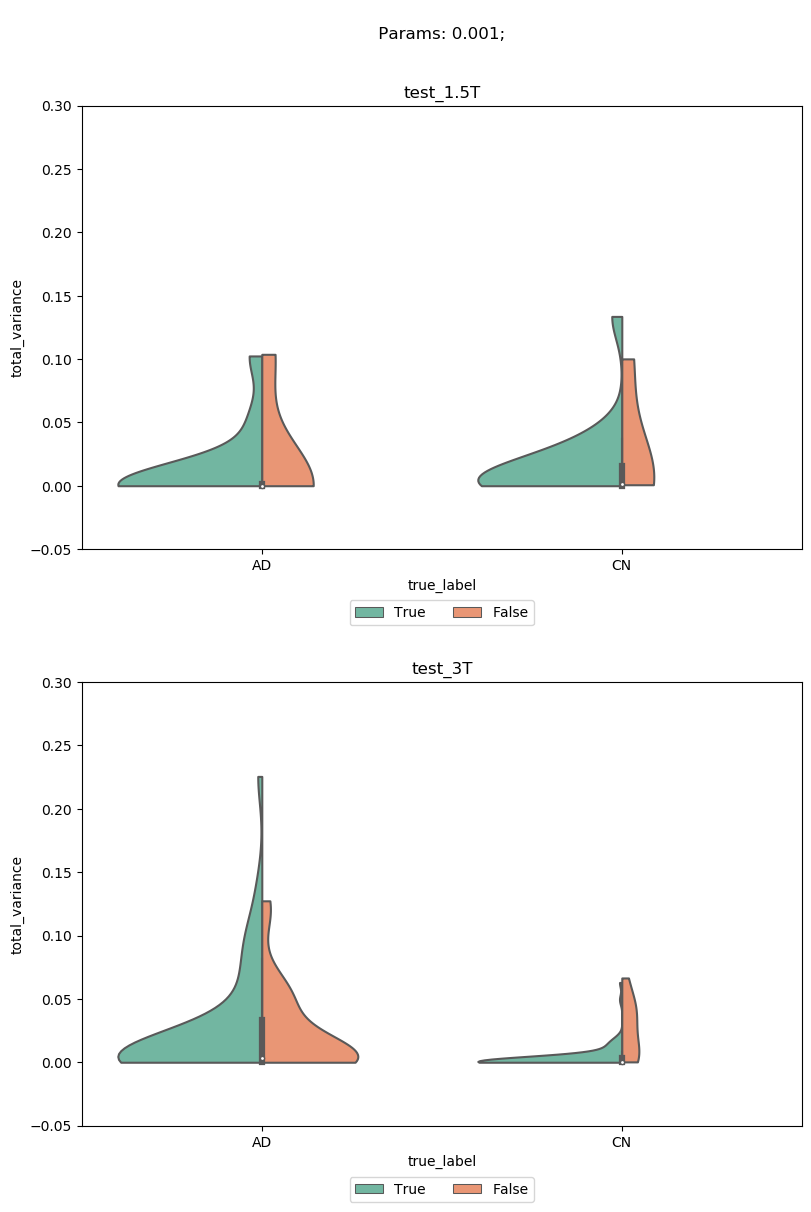 Params: 0.001;
test_1.5T
0.30
0.25
0.20
0.15
0.10
0.05
0.00
−0.05
total_variance
AD CN
true_label
True False
test_3T
0.30
0.25
0.20
0.15
0.10
0.05
0.00
−0.05
total_variance
AD CN
true_label
True False